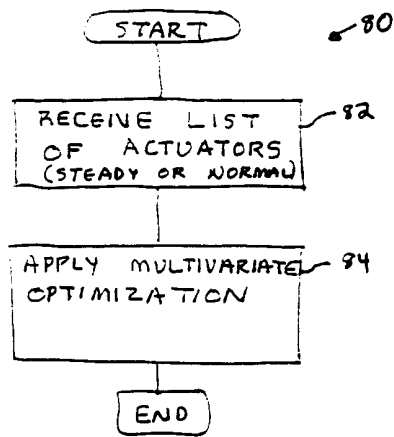 START
80
RECEIVE LIST
82
OF ACTUATORS
(STEADY OR NORMAL)
APPLY MULTIVARIATE
84
OPTIMIZATION
END